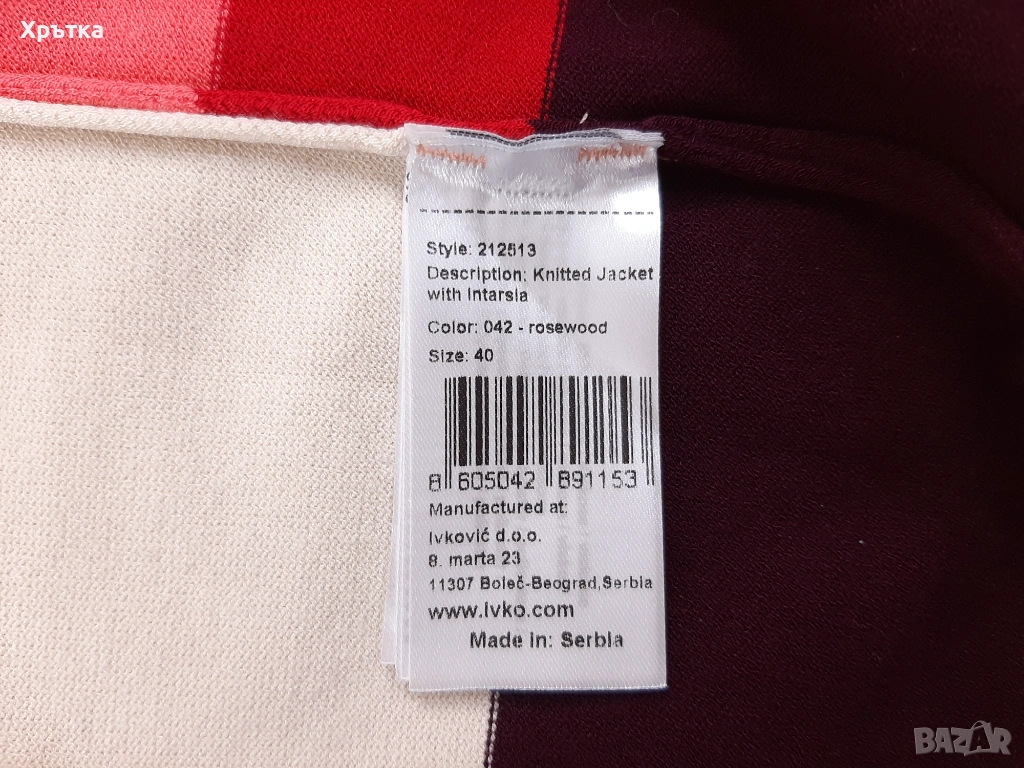 Хрътка
Style: 212513
Description: Knitted Jacket
with Intarsia
Color: 042 - rosewood
Size: 40
8 605042 891153
Manufactured at:
Ivković d.o.o.
8. marta 23
11307 Boleč-Beograd,Serbia
www.ivko.com
Made in: Serbia
BAZAR